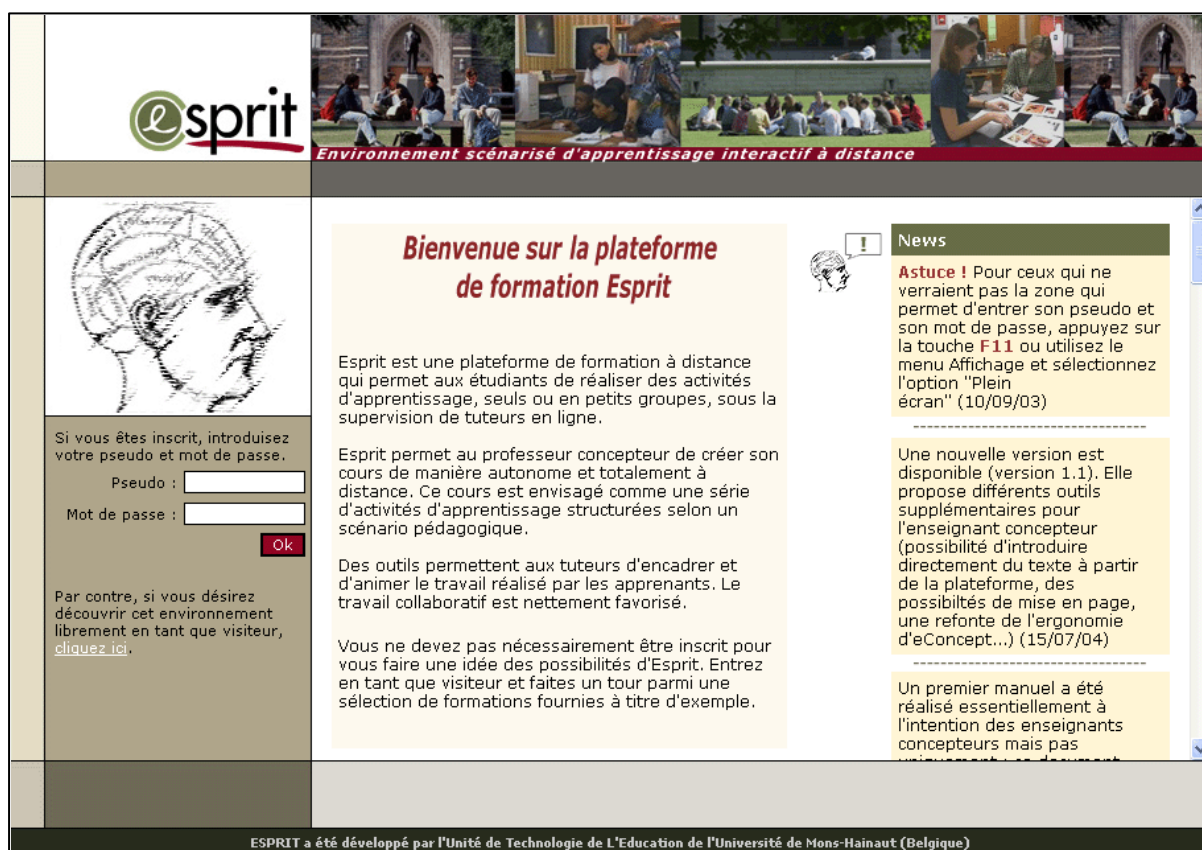 esprit
Environnement scénarisé d'apprentissage interactif à distance
Si vous êtes inscrit, introduisez
votre pseudo et mot de passe.
Pseudo :
Mot de passe :
Ok
Par contre, si vous désirez
découvrir cet environnement
librement en tant que visiteur,
cliquez ici.
Bienvenue sur la plateforme
de formation Esprit
Esprit est une plateforme de formation à distance
qui permet aux étudiants de réaliser des activités
d'apprentissage, seuls ou en petits groupes, sous la
supervision de tuteurs en ligne.
Esprit permet au professeur concepteur de créer son
cours de manière autonome et totalement à
distance. Ce cours est envisagé comme une série
d'activités d'apprentissage structurées selon un
scénario pédagogique.
Des outils permettent aux tuteurs d'encadrer et
d'animer le travail réalisé par les apprenants. Le
travail collaboratif est nettement favorisé.
Vous ne devez pas nécessairement être inscrit pour
vous faire une idée des possibilités d'Esprit. Entrez
en tant que visiteur et faites un tour parmi une
sélection de formations fournies à titre d'exemple.
!
News
Astuce ! Pour ceux qui ne
verraient pas la zone qui
permet d'entrer son pseudo et
son mot de passe, appuyez sur
la touche F11 ou utilisez le
menu Affichage et sélectionnez
l'option "Plein
écran" (10/09/03)
--------------------------------
Une nouvelle version est
disponible (version 1.1). Elle
propose différents outils
supplémentaires pour
l'enseignant concepteur
(possibilité d'introduire
directement du texte à partir
de la plateforme, des
possibiltés de mise en page,
une refonte de l'ergonomie
d'eConcept...) (15/07/04)
--------------------------------
Un premier manuel a été
réalisé essentiellement à
l'intention des enseignants
concepteurs mais pas
ESPRIT a été développé par l'Unité de Technologie de L'Education de l'Université de Mons-Hainaut (Belgique)